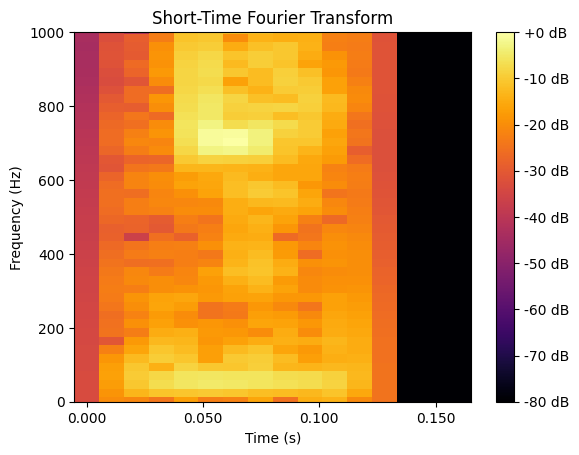 Short-Time Fourier Transform
Frequency (Hz)
1000
800
600
400
200
0
0.000
0.050
0.100
0.150
Time (s)
+0 dB
-10 dB
-20 dB
-30 dB
-40 dB
-50 dB
-60 dB
-70 dB
-80 dB